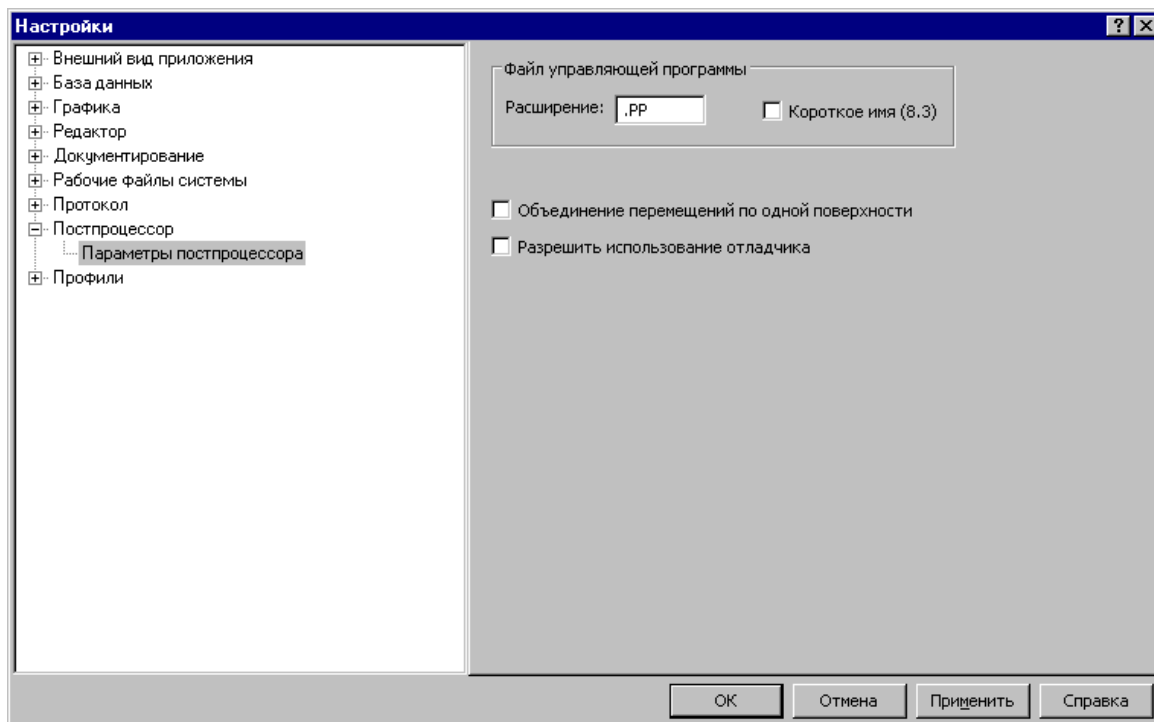 Настройки
Внешний вид приложения
База данных
Графика
Редактор
Документирование
Рабочие файлы системы
Протокол
Постпроцессор
Параметры постпроцессора
Профили
Файл управляющей программы
Расширение: .PP Короткое имя (8.3)
Объединение перемещений по одной поверхности
Разрешить использование отладчика
ОК Отмена Применить Справка